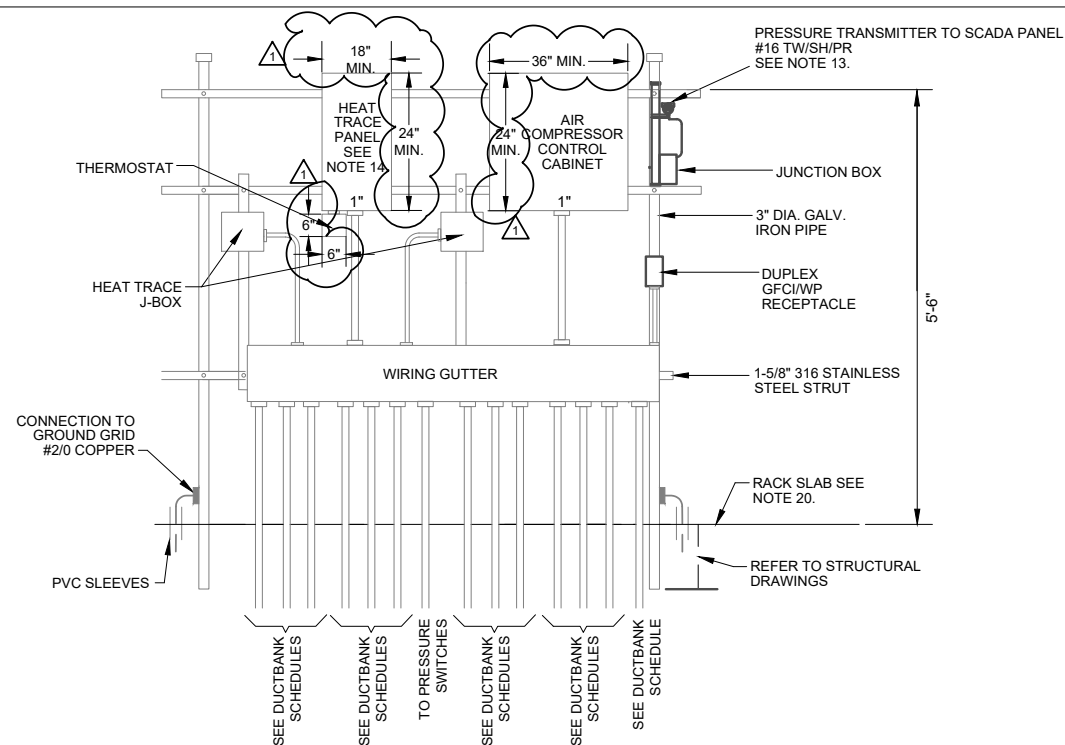 PRESSURE TRANSMITTER TO SCADA PANEL
#16 TW/SH/PR
SEE NOTE 13.
1
18"
MIN.
36" MIN.
HEAT
TRACE
PANEL
SEE
NOTE 14
24"
MIN.
24"
MIN.
AIR
COMPRESSOR
CONTROL
CABINET
THERMOSTAT
1
JUNCTION BOX
1"
1"
1
6"
6"
3" DIA. GALV.
IRON PIPE
HEAT TRACE
J-BOX
DUPLEX
GFCI/WP
RECEPTACLE
5'-6"
WIRING GUTTER
1-5/8" 316 STAINLESS
STEEL STRUT
CONNECTION TO
GROUND GRID
#2/0 COPPER
RACK SLAB SEE
NOTE 20.
PVC SLEEVES
REFER TO STRUCTURAL
DRAWINGS
SEE DUCTBANK
SCHEDULES
SEE DUCTBANK
SCHEDULES
TO PRESSURE
SWITCHES
SEE DUCTBANK
SCHEDULES
SEE DUCTBANK
SCHEDULES
SEE DUCTBANK
SCHEDULE